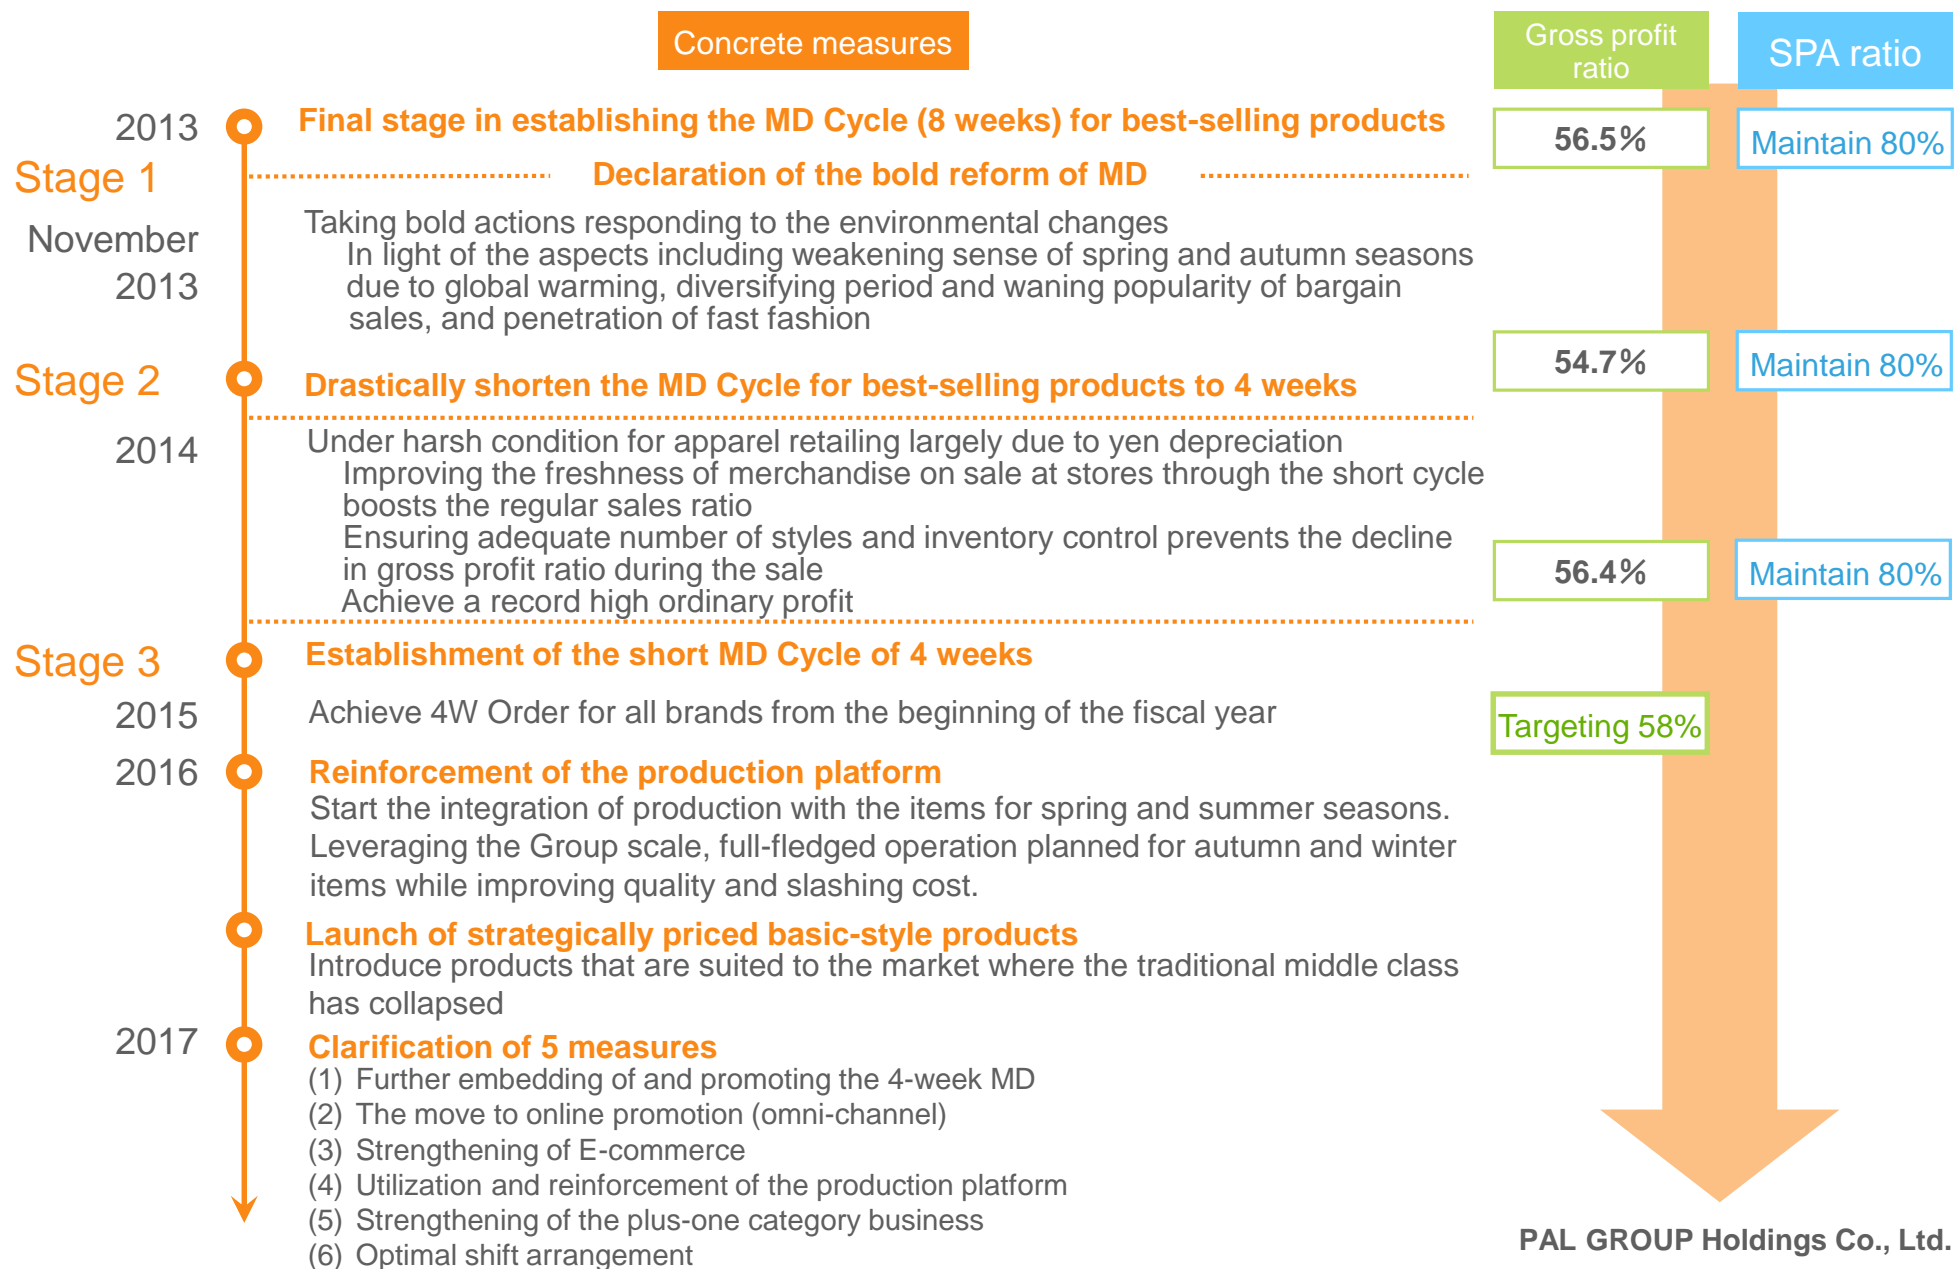 Concrete measures
Gross profit
ratio
SPA ratio
2013
Final stage in establishing the MD Cycle (8 weeks) for best-selling products
56.5%
Maintain 80%
Stage 1
Declaration of the bold reform of MD
November
2013
Taking bold actions responding to the environmental changes
In light of the aspects including weakening sense of spring and autumn seasons
due to global warming, diversifying period and waning popularity of bargain
sales, and penetration of fast fashion
Stage 2
Drastically shorten the MD Cycle for best-selling products to 4 weeks
54.7%
Maintain 80%
2014
Under harsh condition for apparel retailing largely due to yen depreciation
Improving the freshness of merchandise on sale at stores through the short cycle
boosts the regular sales ratio
Ensuring adequate number of styles and inventory control prevents the decline
in gross profit ratio during the sale
Achieve a record high ordinary profit
56.4%
Maintain 80%
Stage 3
Establishment of the short MD Cycle of 4 weeks
2015
Achieve 4W Order for all brands from the beginning of the fiscal year
Targeting 58%
2016
Reinforcement of the production platform
Start the integration of production with the items for spring and summer seasons.
Leveraging the Group scale, full-fledged operation planned for autumn and winter
items while improving quality and slashing cost.
Launch of strategically priced basic-style products
Introduce products that are suited to the market where the traditional middle class
has collapsed
2017
Clarification of 5 measures
(1) Further embedding of and promoting the 4-week MD
(2) The move to online promotion (omni-channel)
(3) Strengthening of E-commerce
(4) Utilization and reinforcement of the production platform
(5) Strengthening of the plus-one category business
(6) Optimal shift arrangement
PAL GROUP Holdings Co., Ltd.